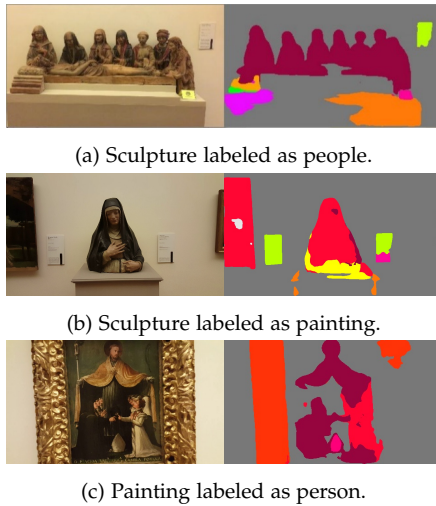 (a) Sculpture labeled as people.
(b) Sculpture labeled as painting.
(c) Painting labeled as person.